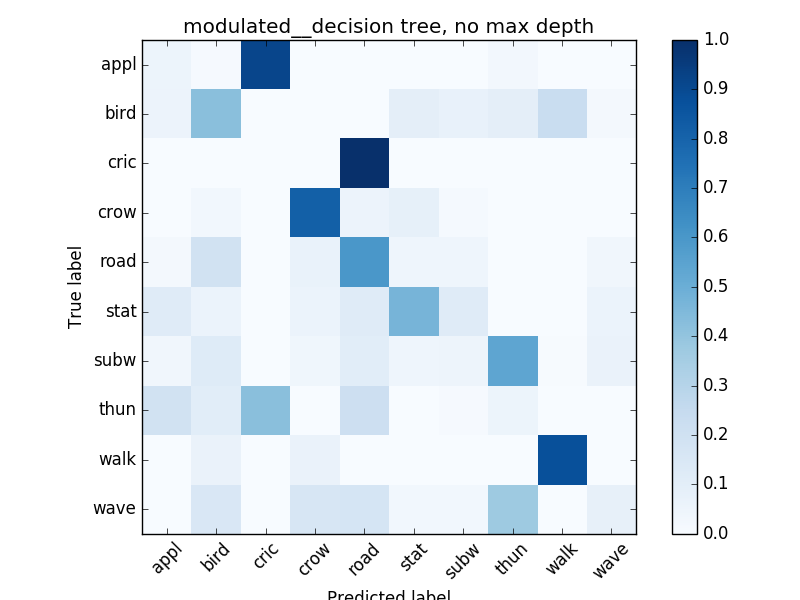 modulated__decision tree, no max depth
appl
bird
cric
crow
road
stat
subw
thun
walk
wave
True label
appl bird cric crow road stat subw thun walk wave
Predicted label
1.0
0.9
0.8
0.7
0.6
0.5
0.4
0.3
0.2
0.1
0.0